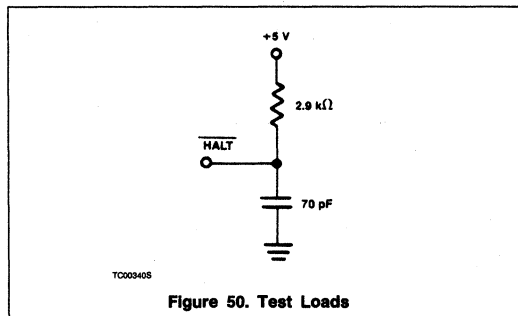 +5 V
2.9 kΩ
HALT
70 pF
TC00340S
Figure 50. Test Loads